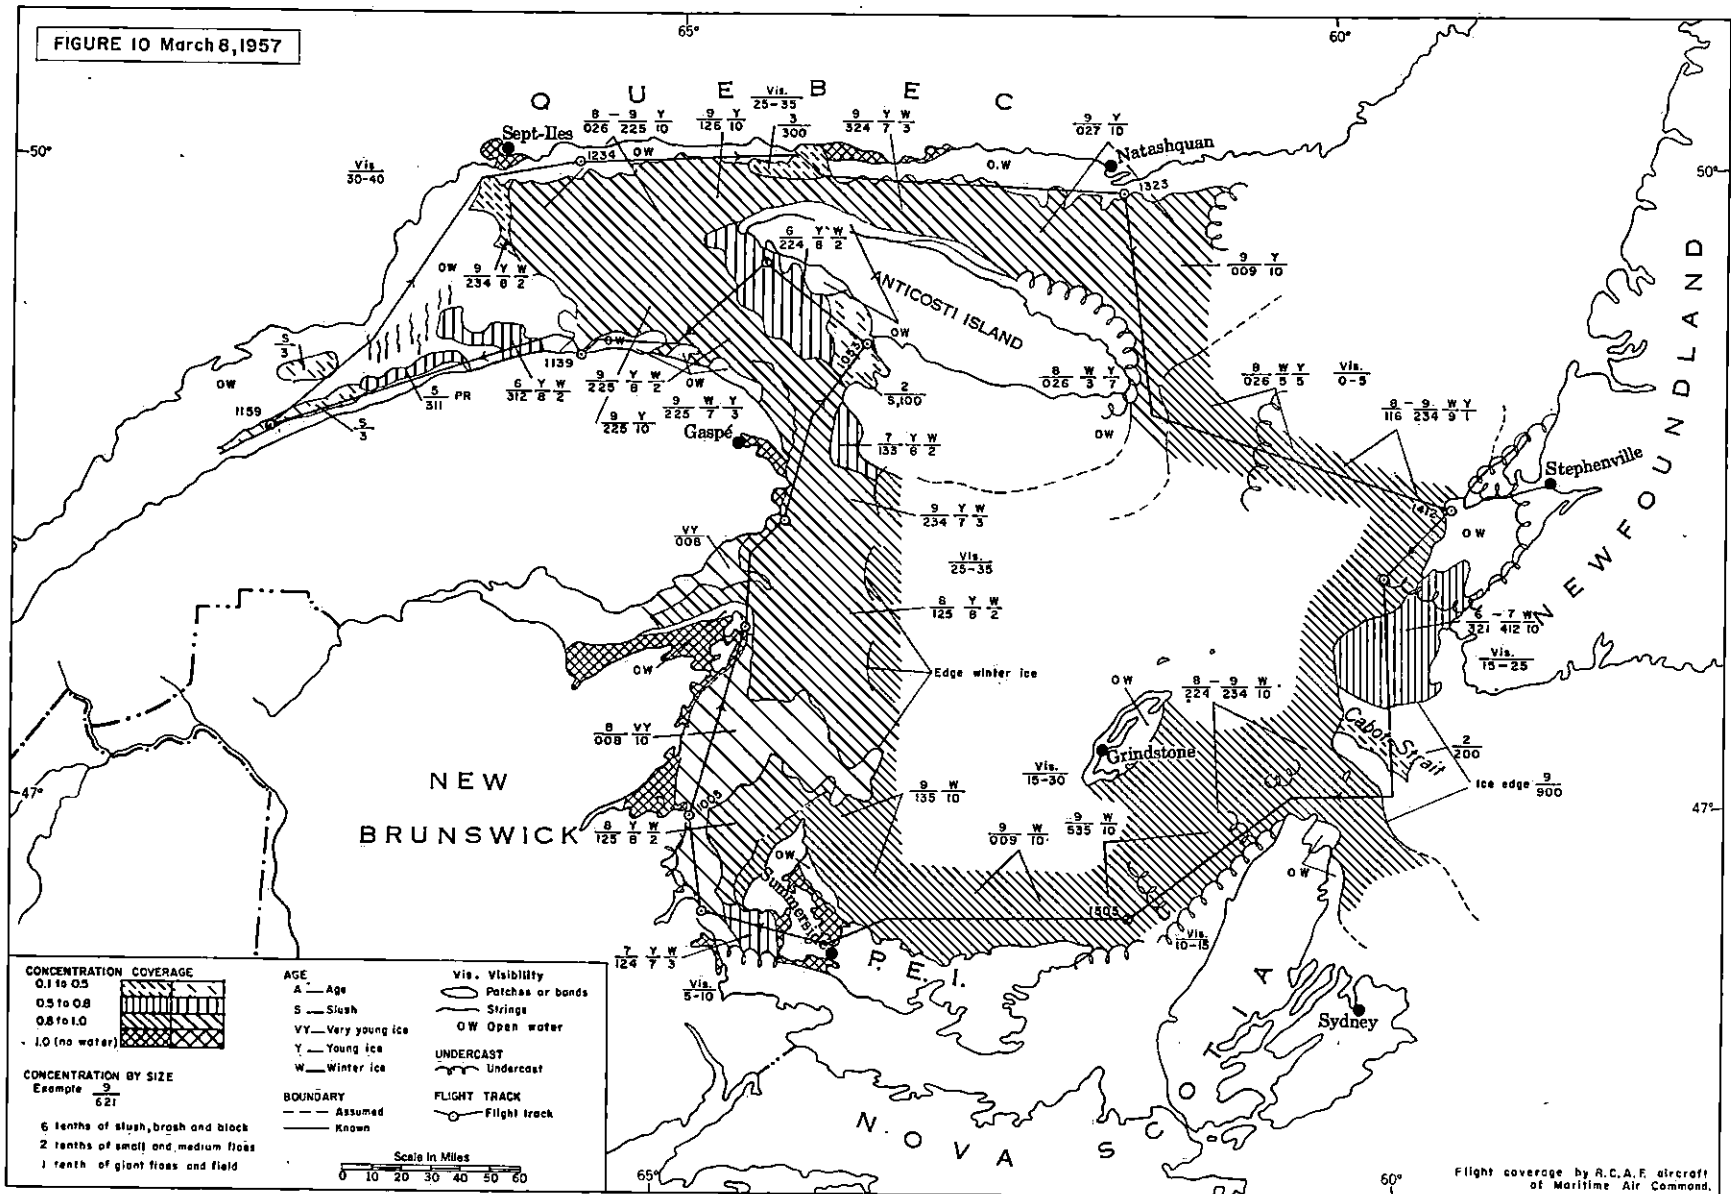 FIGURE 10 March 8, 1957
65°
60°
QUEBEC
Vis.
25-35
8 - 9 Y
026 225 10
9 Y
126 10
3
300
9 Y W
324 7 3
9 Y
027 10
Sept-Iles
1234
OW
O.W
Natashquan
50°
50°
Vis
30-40
1323
6 Y W
224 8 2
OW
9 Y W
234 8 2
9 Y
009 10
ANTICOSTI ISLAND
OW
OW
OW
S
3
1053
1139
OW
OW
S
311 PR
6 Y W
312 8 2
9 Y W
225 8 2
2
S,100
8 W Y
026 3 7
8 W Y
026 5 5
Vis.
0-5
1159
S
3
9 Y
225 10
9 W Y
225 7 3
8 - 9 W Y
116 234 9 1
Gaspé
7 Y W
133 6 2
OW
Stephenville
NEWFOUNDLAND
9 Y W
234 7 3
1412
OW
VY
008
Vis.
25-35
8 Y W
125 8 2
6 - 7 W
321 412 10
OW
Edge winter ice
Vis.
15-25
OW
8 - 9 W
224 234 10
8 VY
008 10
Cabot Strait
2
200
NEW
BRUNSWICK
Grindstone
Vis.
15-30
Ice edge 9
900
47°
47°
1005
9 W
135 10
8 Y W
125 8 2
9 W
009 10
9 W
535 10
OW
OW
Summerside
1505
Vis.
10-15
7 Y W
124 7 3
P.E.I.
Vis.
5-10
Sydney
NOVA SCOTIA
CONCENTRATION COVERAGE
0.1 to 0.5
0.5 to 0.8
0.8 to 1.0
1.0 (no water)
CONCENTRATION BY SIZE
Example 9
621
6 tenths of slush, brash and block
2 tenths of small and medium floes
1 tenth of giant floes and field
AGE
A — Age
S — Slush
VY — Very young ice
Y — Young ice
W — Winter ice
BOUNDARY
Assumed
Known
Vis. Visibility
Patches or bands
Strings
OW Open water
UNDERCAST
Undercast
FLIGHT TRACK
Flight track
Scale in Miles
0 10 20 30 40 50 60
65°
60°
Flight coverage by R.C.A.F. aircraft
of Maritime Air Command.